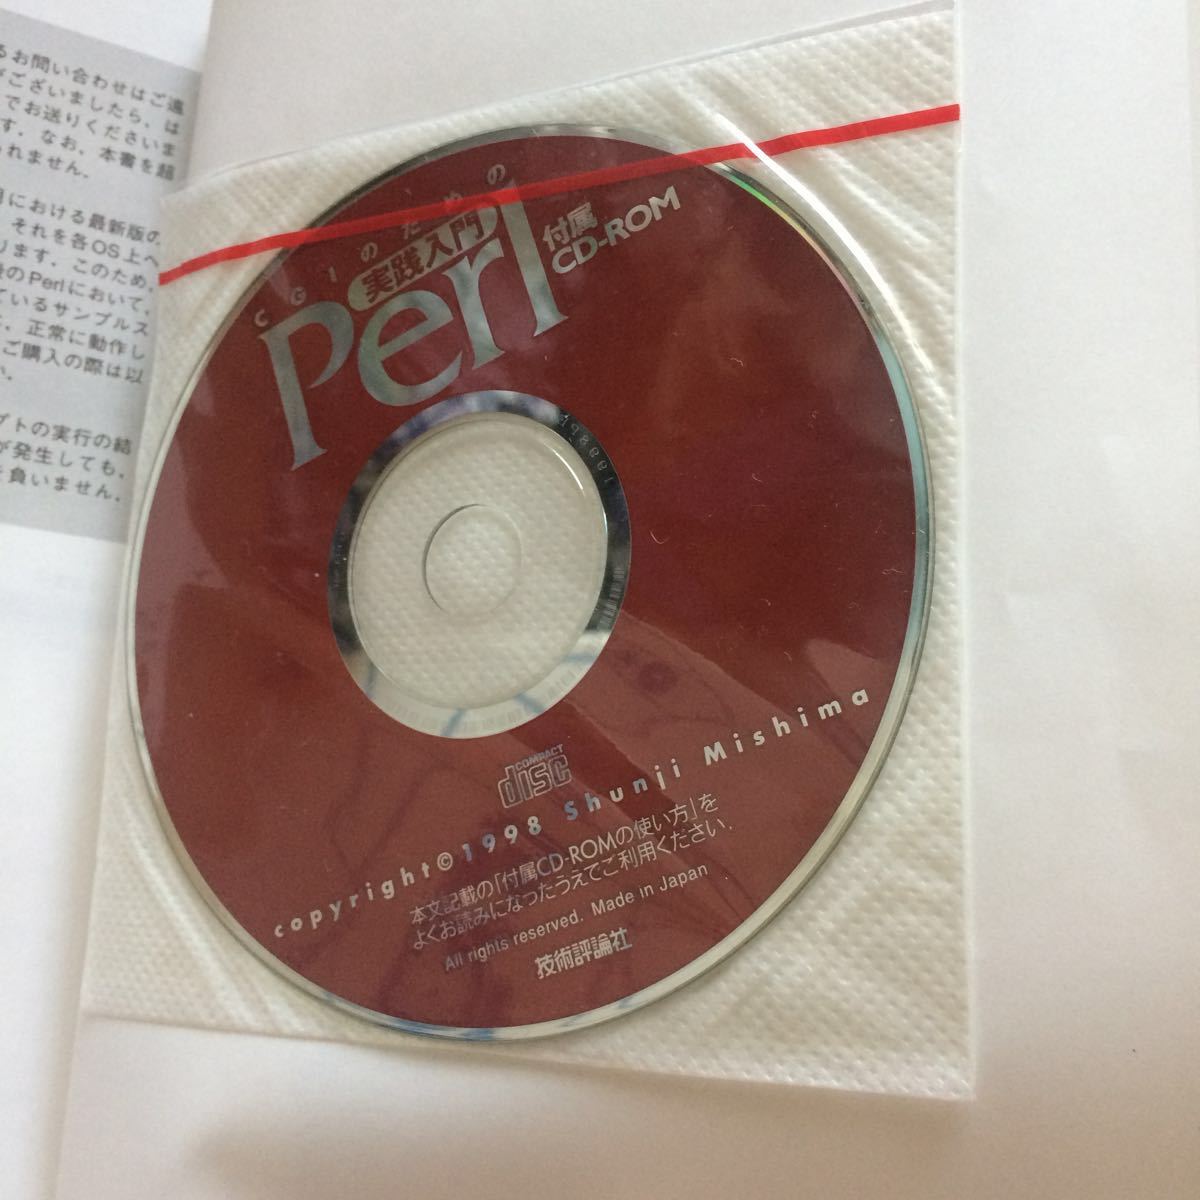 るお問い合わせはご遠
がございましたら，は
でお送りくださいま
す．なお，本書を超
られません．
月における最新版の
それを各OS上へ
ります．このため，
後のPerlにおいて，
ているサンプルス
正常に動作し
ご購入の際は以
い．
プトの実行の結
が発生しても，
を負いません．
CGIのための
実践入門
Perl
付属
CD-ROM
COMPACT
disc
copyright©1998 Shunji Mishima
本文記載の「付属CD-ROMの使い方」を
よくお読みになったうえでご利用ください．
All rights reserved. Made in Japan
技術評論社